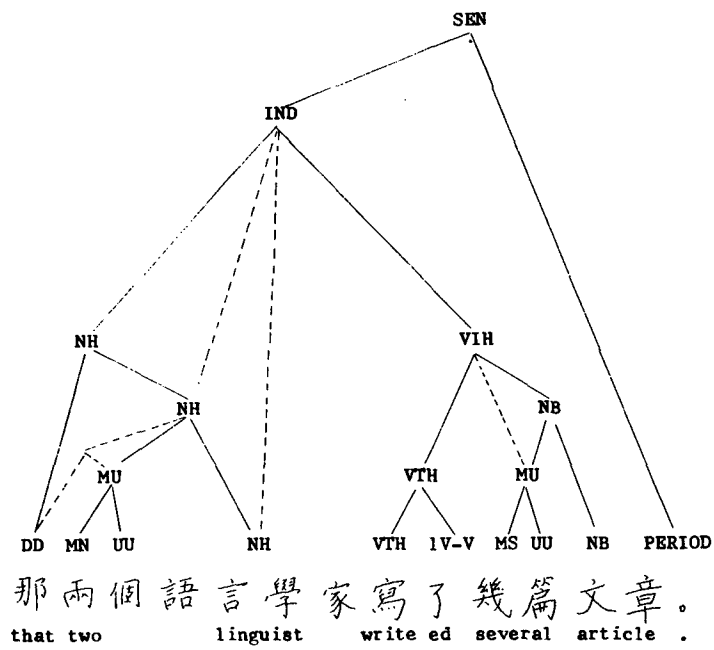 SEN
IND
NH VIH
NH NB
MU VTH MU
DD MN UU NH VTH 1V-V MS UU NB PERIOD
那兩個語言學家寫了幾篇文章。
that two linguist write ed several article .